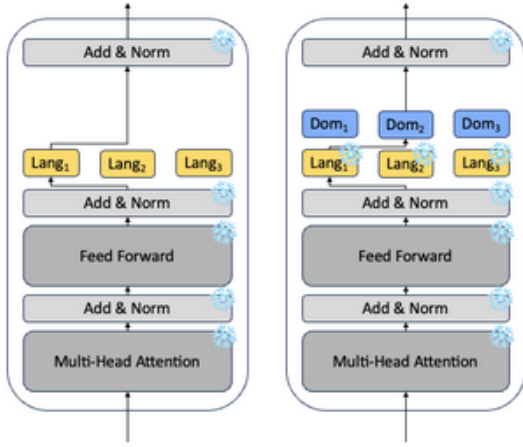 Add & Norm
Lang₁ Lang₂ Lang₃
Add & Norm
Feed Forward
Add & Norm
Multi-Head Attention
Add & Norm
Dom₁ Dom₂ Dom₃
Lang₁ Lang₂ Lang₃
Add & Norm
Feed Forward
Add & Norm
Multi-Head Attention